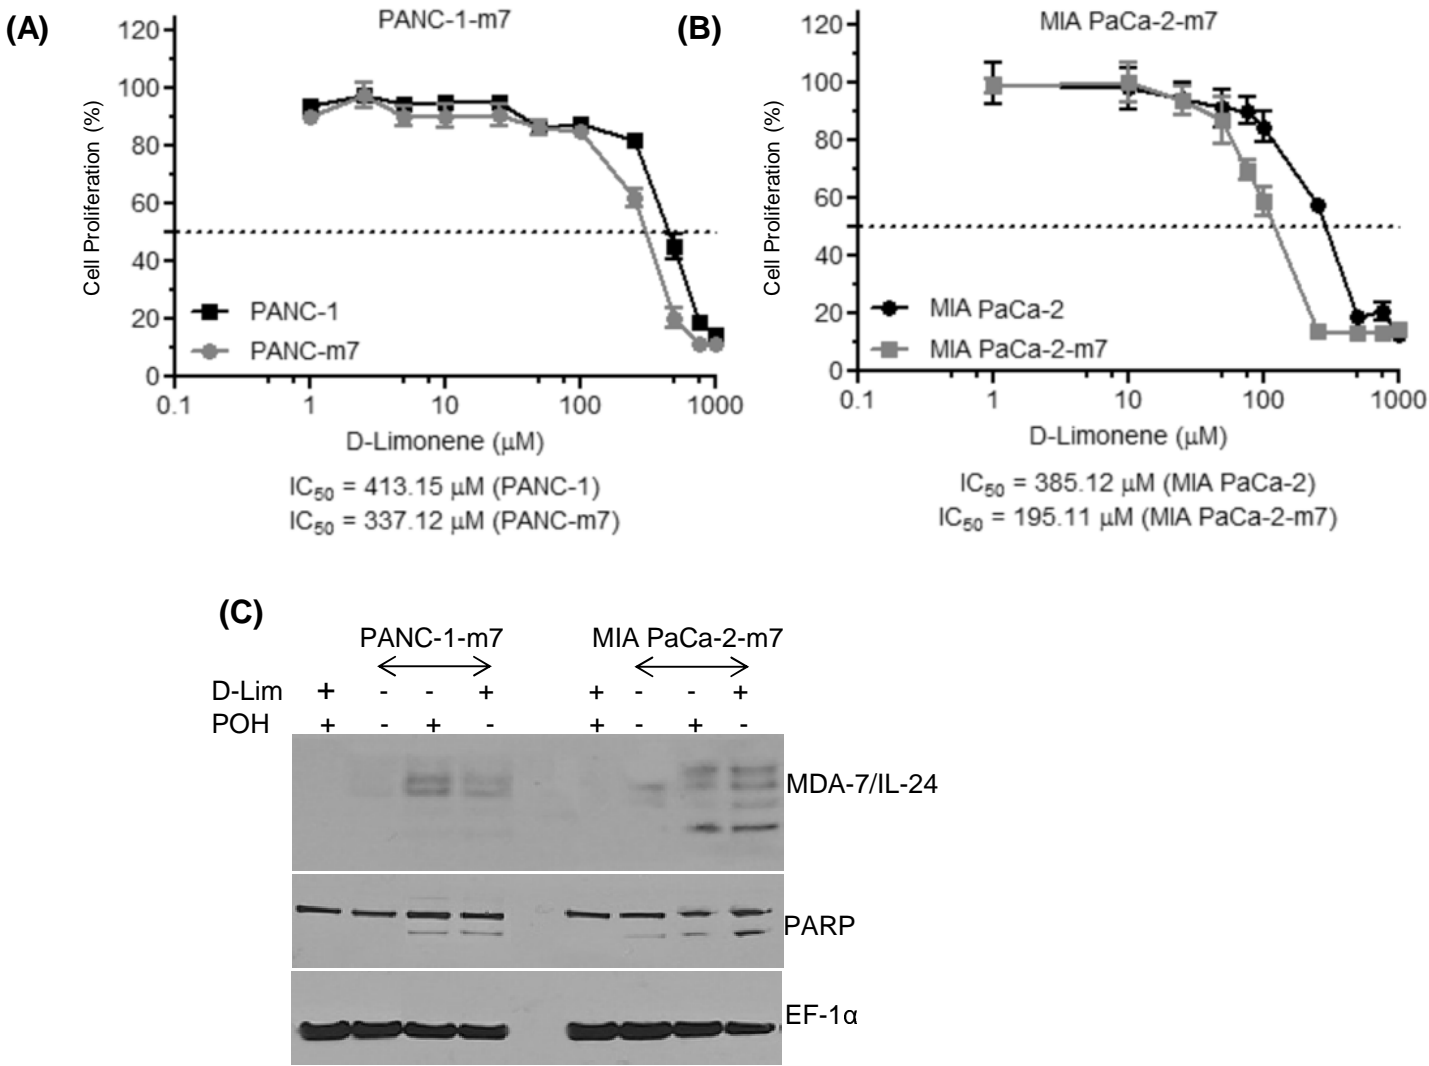 (A)
PANC-1-m7
120
100
80
60
40
20
0
Cell Proliferation (%)
PANC-1
PANC-m7
0.1 1 10 100 1000
D-Limonene (μM)
IC50 = 413.15 μM (PANC-1)
IC50 = 337.12 μM (PANC-m7)
(B)
MIA PaCa-2-m7
120
100
80
60
40
20
0
Cell Proliferation (%)
MIA PaCa-2
MIA PaCa-2-m7
0.1 1 10 100 1000
D-Limonene (μM)
IC50 = 385.12 μM (MIA PaCa-2)
IC50 = 195.11 μM (MIA PaCa-2-m7)
(C)
PANC-1-m7 MIA PaCa-2-m7
D-Lim + - - + + - - +
POH + - + - + - + -
MDA-7/IL-24
PARP
EF-1α